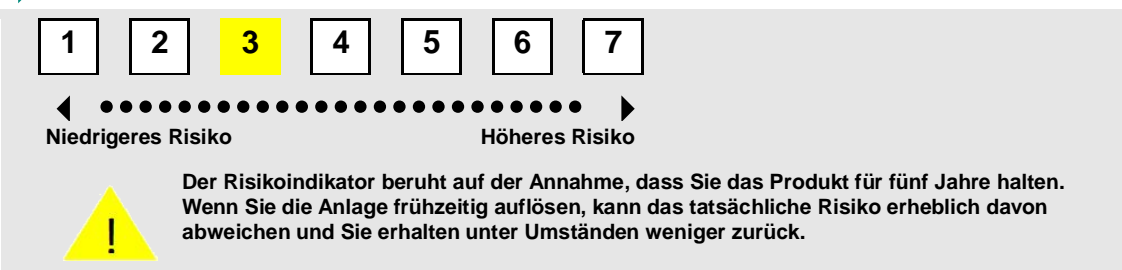 1 2 3 4 5 6 7
Niedrigeres Risiko Höheres Risiko
Der Risikoindikator beruht auf der Annahme, dass Sie das Produkt für fünf Jahre halten.
Wenn Sie die Anlage frühzeitig auflösen, kann das tatsächliche Risiko erheblich davon
abweichen und Sie erhalten unter Umständen weniger zurück.
!